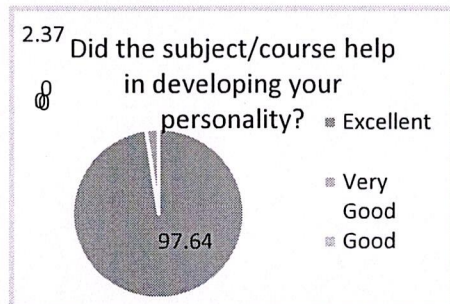 2.37
Did the subject/course help
in developing your
personality?
Excellent
Very
Good
Good
97.64